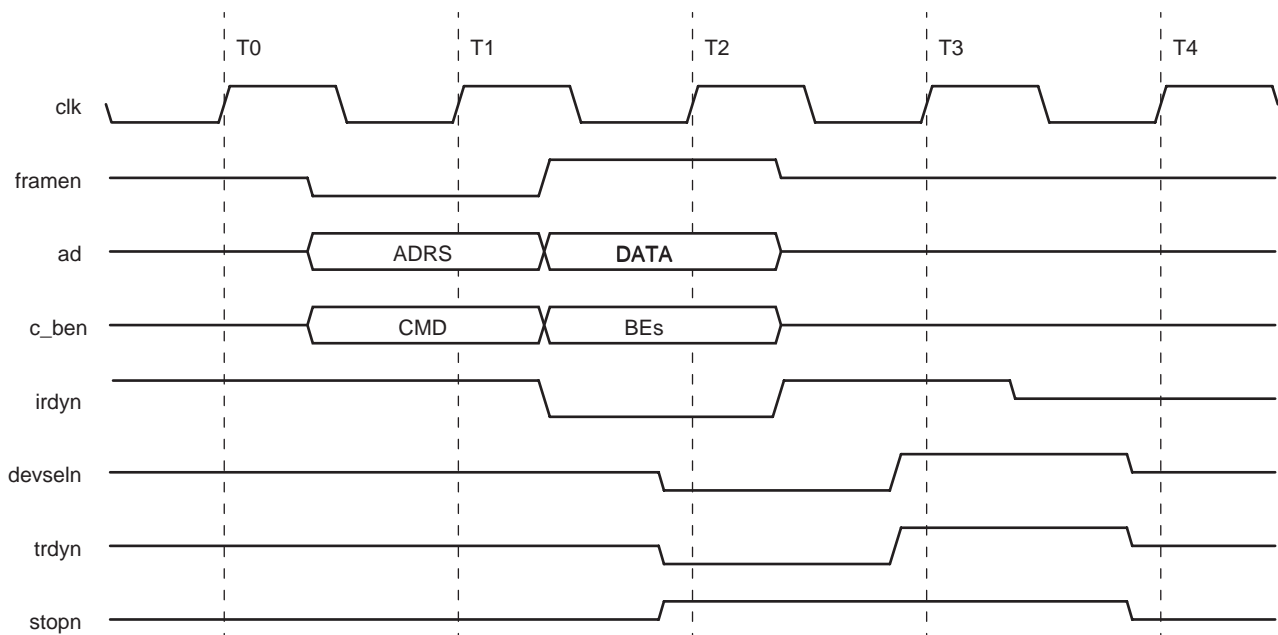 T0 T1 T2 T3 T4
clk
framen
ad ADRS DATA
c_ben CMD BEs
irdyn
devseln
trdyn
stopn